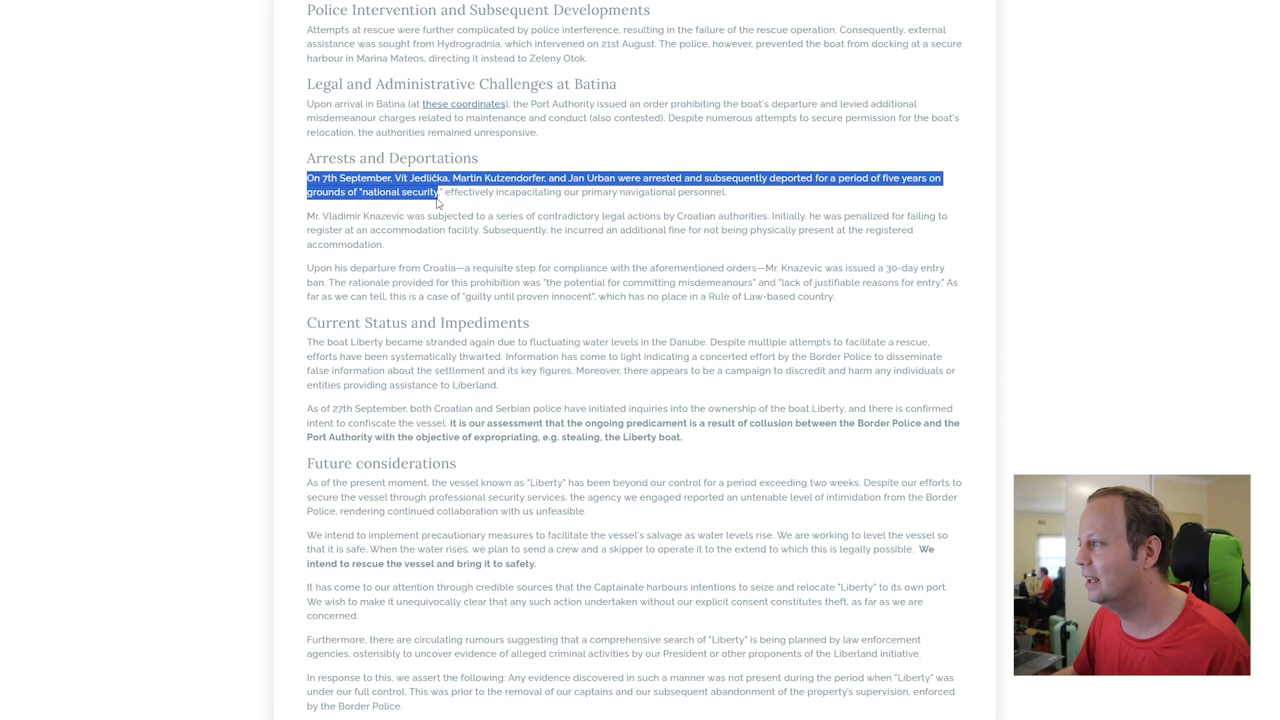 Police Intervention and Subsequent Developments
Attempts at rescue were further complicated by police interference, resulting in the failure of the rescue operation. Consequently, external
assistance was sought from Hydrogradnia, which intervened on 21st August. The police, however, prevented the boat from docking at a secure
harbour in Marina Mateos, directing it instead to Zeleny Otok.
Legal and Administrative Challenges at Batina
Upon arrival in Batina (at these coordinates), the Port Authority issued an order prohibiting the boat's departure and levied additional
misdemeanour charges related to maintenance and conduct (also contested). Despite numerous attempts to secure permission for the boat's
relocation, the authorities remained unresponsive.
Arrests and Deportations
On 7th September, Vít Jedlička, Martin Kutzendorfer, and Jan Urban were arrested and subsequently deported for a period of five years on
grounds of "national security," effectively incapacitating our primary navigational personnel.
Mr. Vladimir Knazevic was subjected to a series of contradictory legal actions by Croatian authorities. Initially, he was penalized for failing to
register at an accommodation facility. Subsequently, he incurred an additional fine for not being physically present at the registered
accommodation.
Upon his departure from Croatia—a requisite step for compliance with the aforementioned orders—Mr. Knazevic was issued a 30-day entry
ban. The rationale provided for this prohibition was "the potential for committing misdemeanours" and "lack of justifiable reasons for entry." As
far as we can tell, this is a case of "guilty until proven innocent", which has no place in a Rule of Law-based country.
Current Status and Impediments
The boat Liberty became stranded again due to fluctuating water levels in the Danube. Despite multiple attempts to facilitate a rescue,
efforts have been systematically thwarted. Information has come to light indicating a concerted effort by the Border Police to disseminate
false information about the settlement and its key figures. Moreover, there appears to be a campaign to discredit and harm any individuals or
entities providing assistance to Liberland.
As of 27th September, both Croatian and Serbian police have initiated inquiries into the ownership of the boat Liberty, and there is confirmed
intent to confiscate the vessel. It is our assessment that the ongoing predicament is a result of collusion between the Border Police and the
Port Authority with the objective of expropriating, e.g. stealing, the Liberty boat.
Future considerations
As of the present moment, the vessel known as "Liberty" has been beyond our control for a period exceeding two weeks. Despite our efforts to
secure the vessel through professional security services, the agency we engaged reported an untenable level of intimidation from the Border
Police, rendering continued collaboration with us unfeasible.
We intend to implement precautionary measures to facilitate the vessel's salvage as water levels rise. We are working to level the vessel so
that it is safe. When the water rises, we plan to send a crew and a skipper to operate it to the extend to which this is legally possible. We
intend to rescue the vessel and bring it to safety.
It has come to our attention through credible sources that the Captainate harbours intentions to seize and relocate "Liberty" to its own port.
We wish to make it unequivocally clear that any such action undertaken without our explicit consent constitutes theft, as far as we are
concerned.
Furthermore, there are circulating rumours suggesting that a comprehensive search of "Liberty" is being planned by law enforcement
agencies, ostensibly to uncover evidence of alleged criminal activities by our President or other proponents of the Liberland initiative.
In response to this, we assert the following: Any evidence discovered in such a manner was not present during the period when "Liberty" was
under our full control. This was prior to the removal of our captains and our subsequent abandonment of the property's supervision, enforced
by the Border Police.